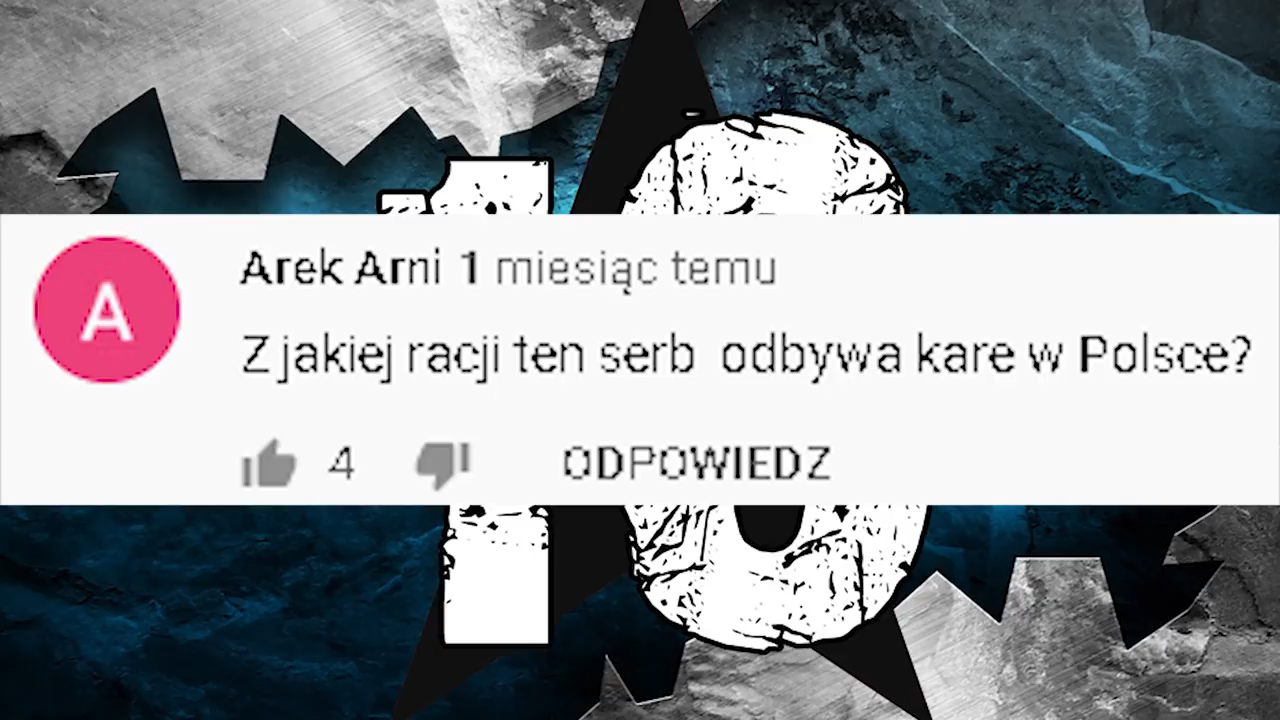 Arek Arni 1 miesiąc temu
A
Z jakiej racji ten serb odbywa kare w Polsce?
4
ODPOWIEDZ